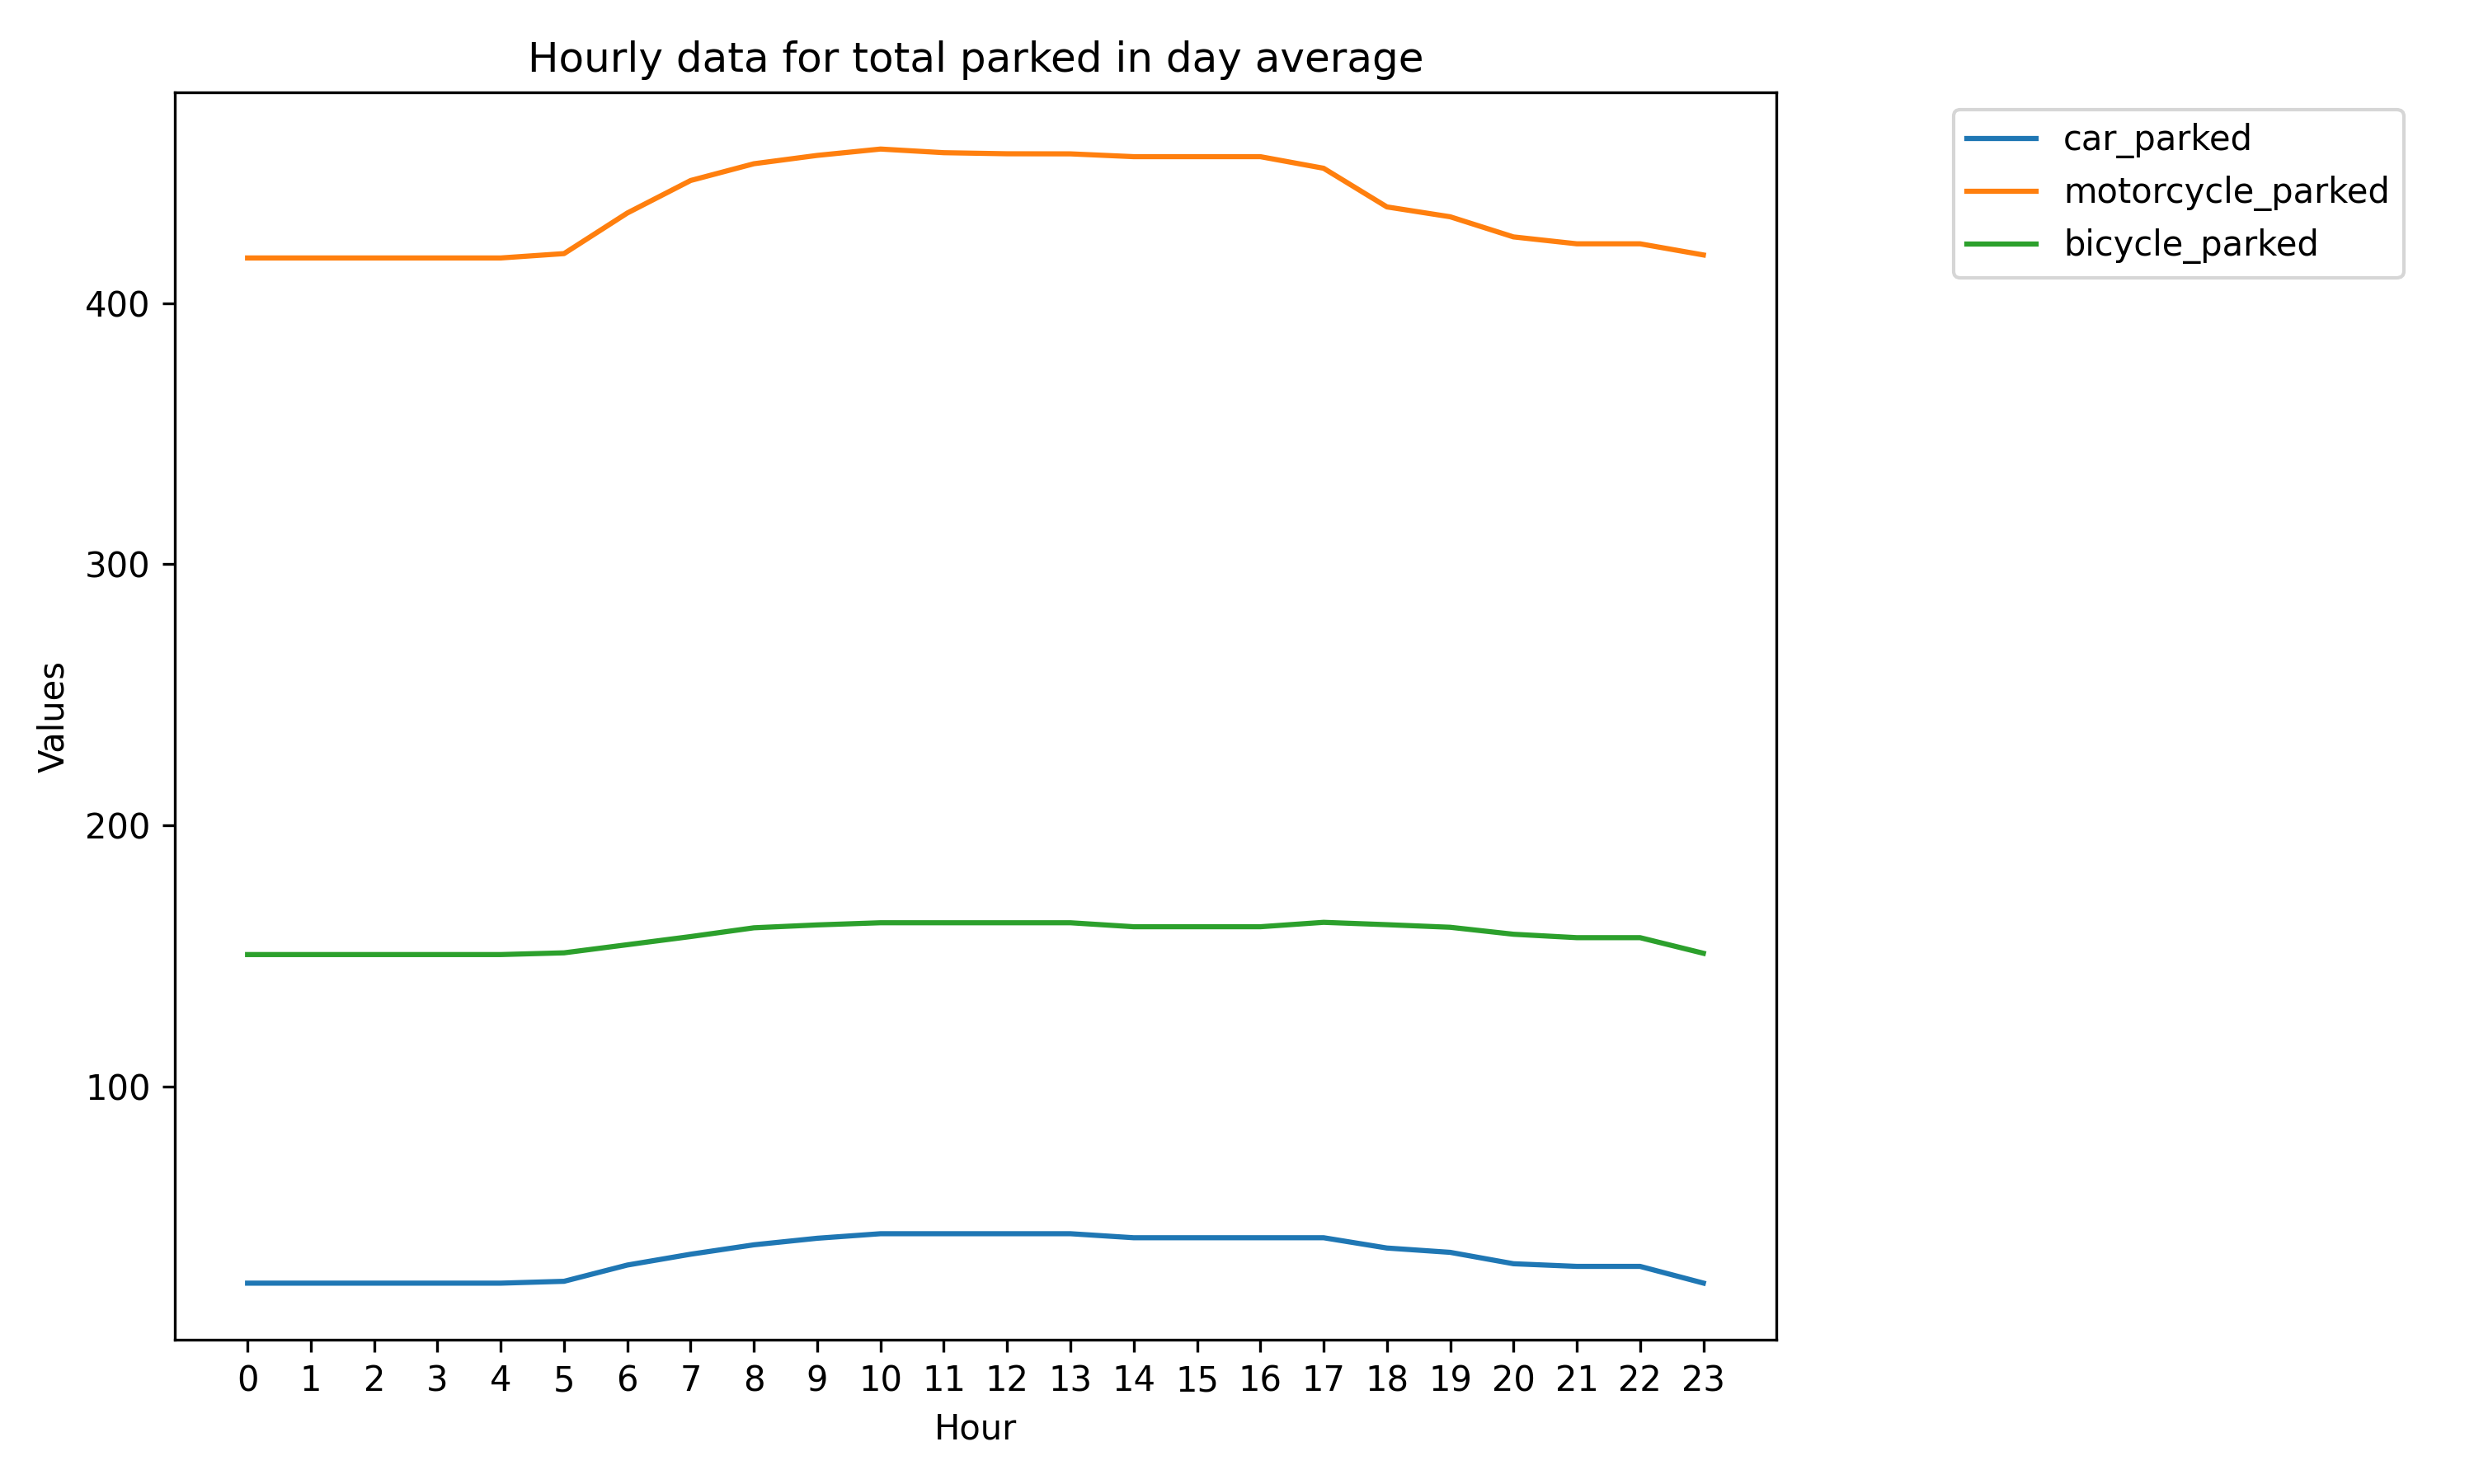 Hourly data for total parked in day average
car_parked
motorcycle_parked
bicycle_parked
400
300
200
100
Values
0 1 2 3 4 5 6 7 8 9 10 11 12 13 14 15 16 17 18 19 20 21 22 23
Hour